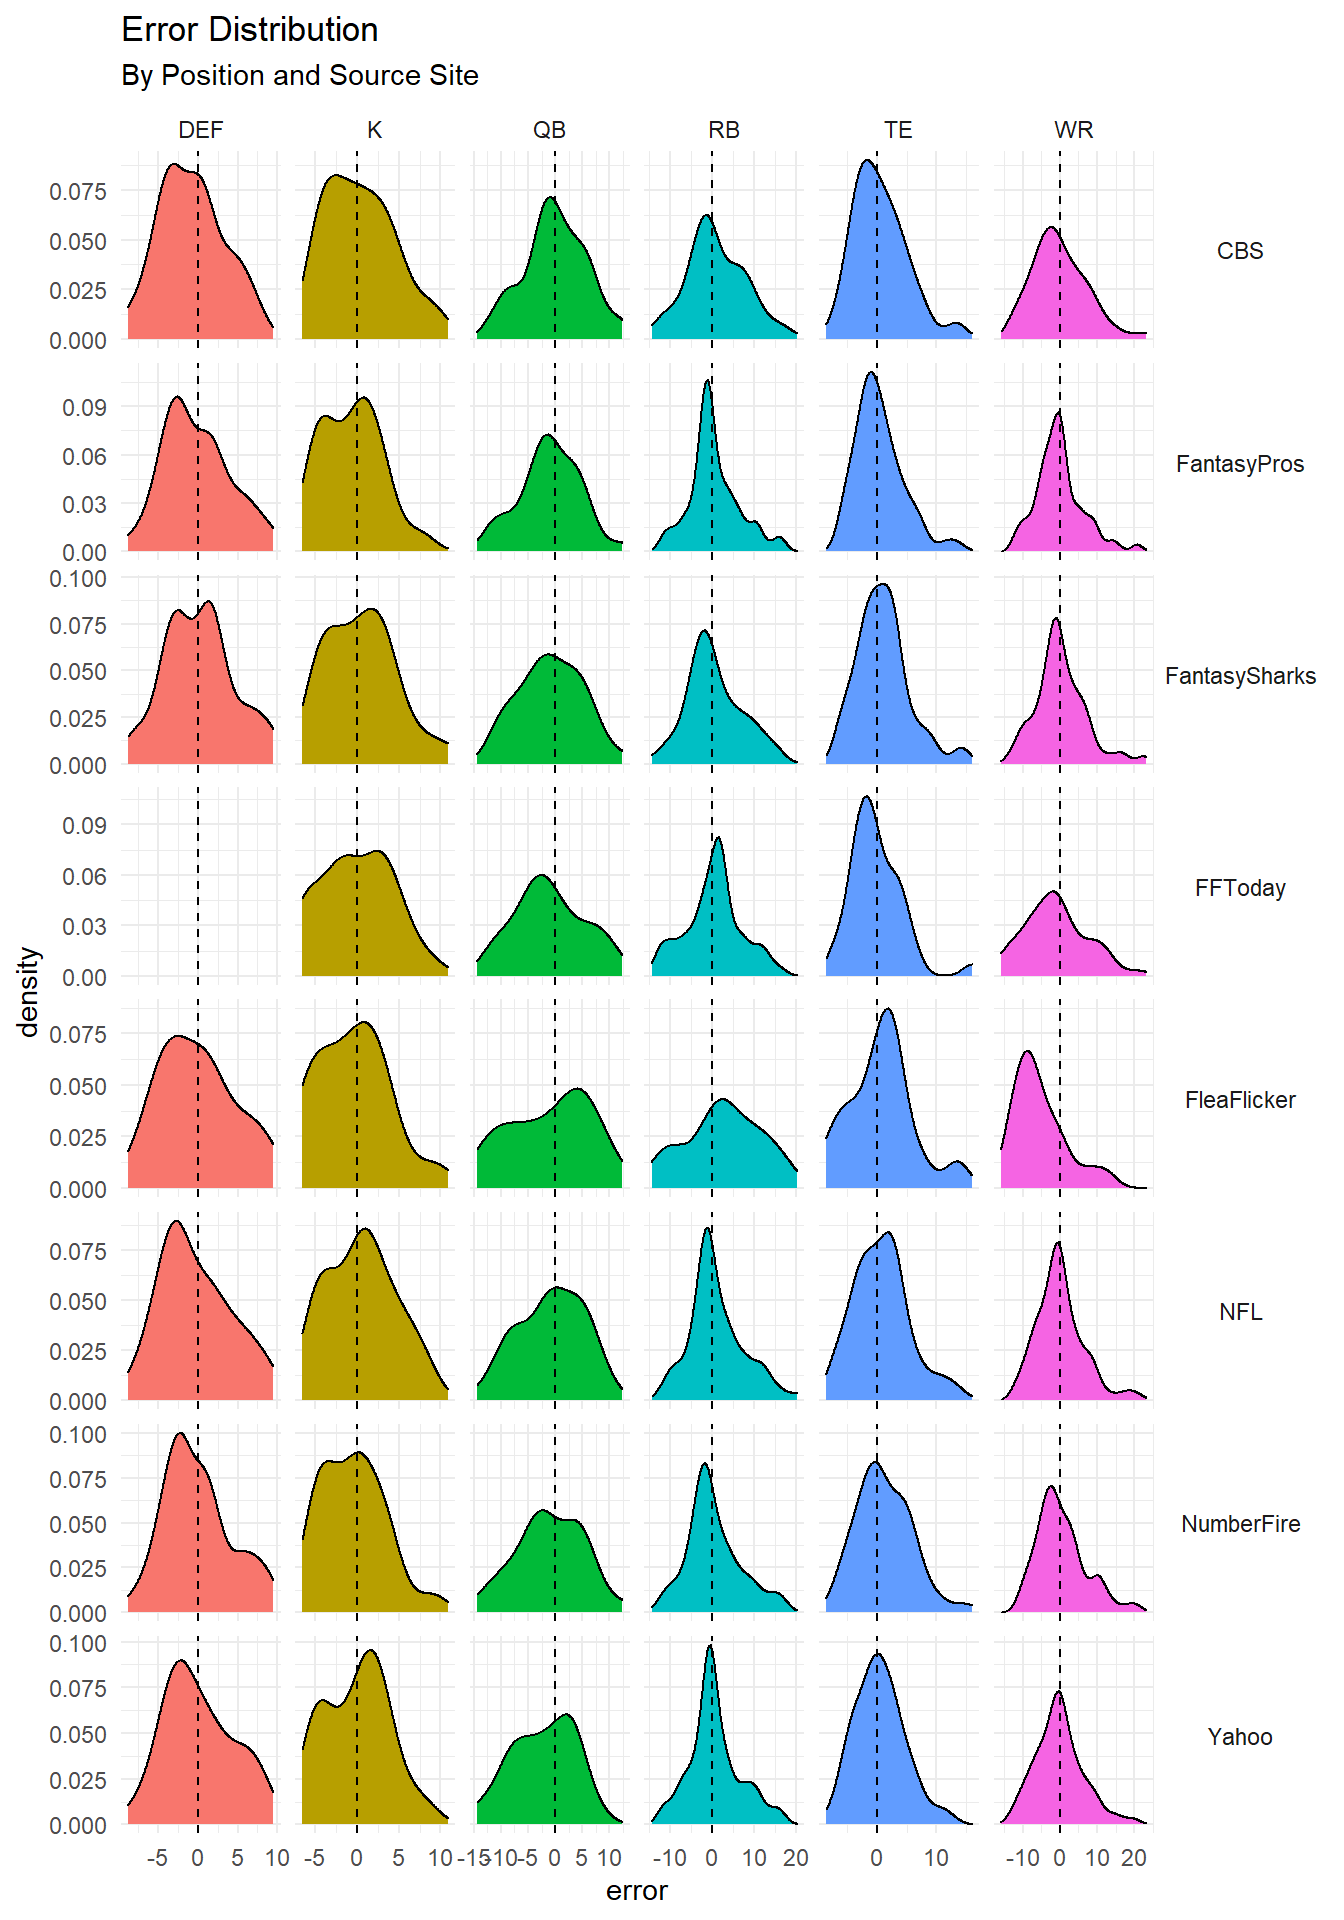 Error Distribution
By Position and Source Site
DEF K QB RB TE WR
0.075
0.050
0.025
0.000
CBS
0.09
0.06
0.03
0.00
FantasyPros
0.100
0.075
0.050
0.025
0.000
FantasySharks
0.09
0.06
0.03
0.00
FFToday
density
0.075
0.050
0.025
0.000
FleaFlicker
0.075
0.050
0.025
0.000
NFL
0.100
0.075
0.050
0.025
0.000
NumberFire
0.100
0.075
0.050
0.025
0.000
Yahoo
-5 0 5 10 -5 0 5 10 -15 -10 -5 0 5 10 -10 0 10 20 0 10 -10 0 10 20
error